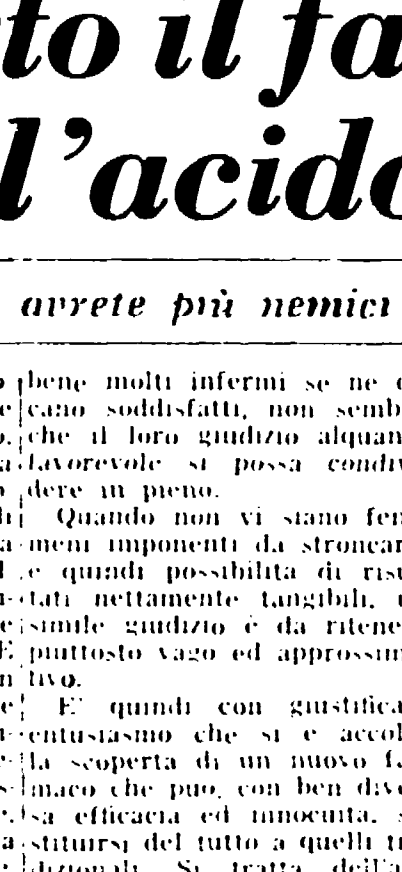 to il fa
l'acido
avrete più nemici
bene molti infermi se ne
cano soddisfatti, non semb
che il loro giudizio alquan
favorevole si possa condiv
dere in pieno.
Quando non vi siano fen
meni imponenti da stroncar
e quindi possibilità di risu
tati nettamente tangibili,
simile giudizio è da ritene
piuttosto vago ed approssim
tivo.
E' quindi con giustifica
entusiasmo che si è accol
la scoperta di un nuovo fa
maco che può, con ben dive
sa efficacia ed innocuità,
stituirsi del tutto a quelli tr
dizionali. Si tratta dell'a